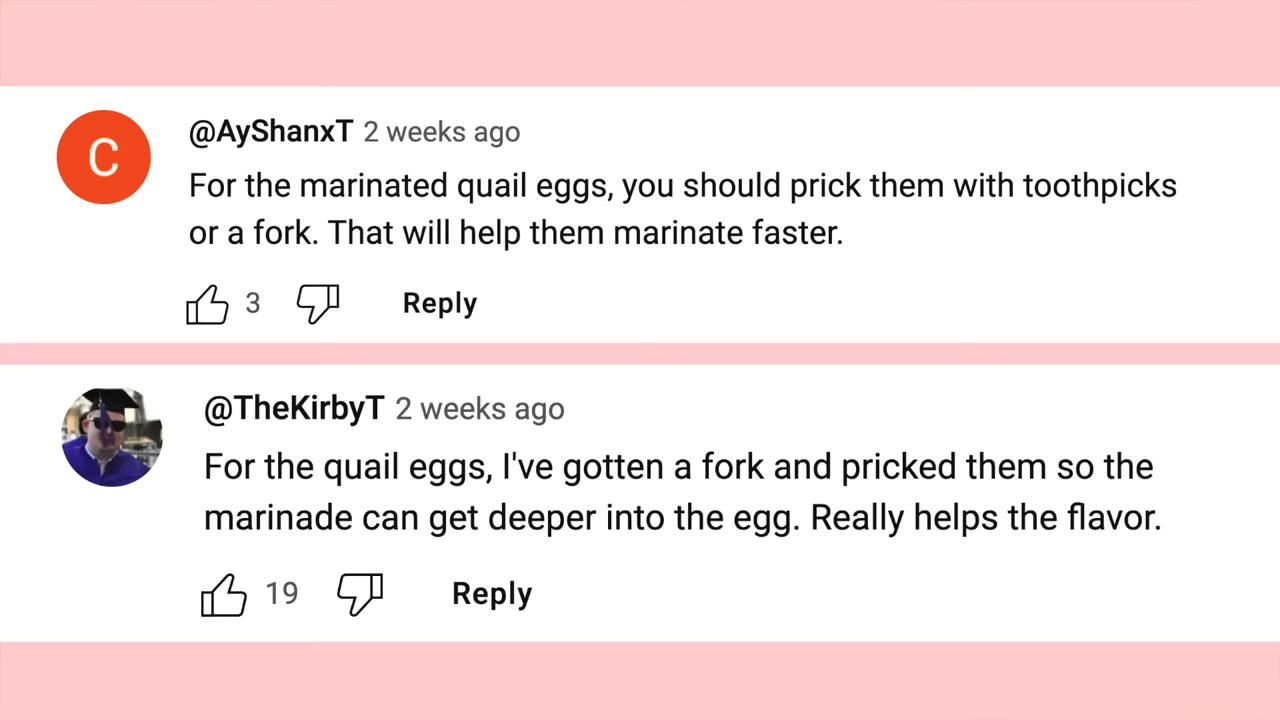 C
@AyShanxT 2 weeks ago
For the marinated quail eggs, you should prick them with toothpicks
or a fork. That will help them marinate faster.
3 Reply
@TheKirbyT 2 weeks ago
For the quail eggs, I've gotten a fork and pricked them so the
marinade can get deeper into the egg. Really helps the flavor.
19 Reply